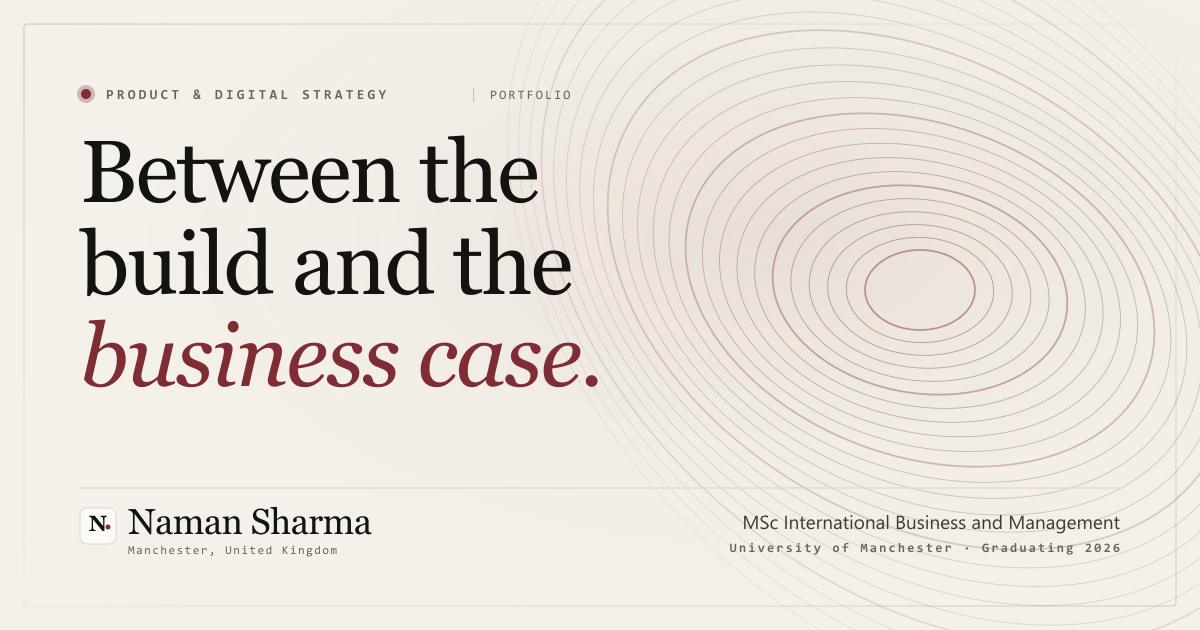 PRODUCT & DIGITAL STRATEGY | PORTFOLIO
Between the
build and the
business case.
N.
Naman Sharma
Manchester, United Kingdom
MSc International Business and Management
University of Manchester · Graduating 2026